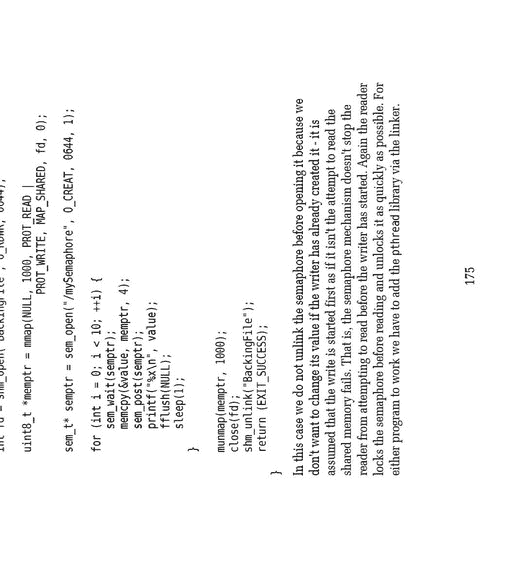 int fd = shm_open("BackingFile", O_RDWR, 0644);
uint8_t *memptr = mmap(NULL, 1000, PROT_READ |
PROT_WRITE, MAP_SHARED, fd, 0);
sem_t* semptr = sem_open("/mySemaphore", O_CREAT, 0644, 1);
for (int i = 0; i < 10; ++i) {
sem_wait(semptr);
memcpy(&value, memptr, 4);
sem_post(semptr);
printf("%x\n", value);
fflush(NULL);
sleep(1);
}
munmap(memptr, 1000);
close(fd);
shm_unlink("BackingFile");
return (EXIT_SUCCESS);
}
In this case we do not unlink the semaphore before opening it because we
don't want to change its value if the writer has already created it - it is
assumed that the write is started first as if it isn't the attempt to read the
shared memory fails. That is, the semaphore mechanism doesn't stop the
reader from attempting to read before the writer has started. Again the reader
locks the semaphore before reading and unlocks it as quickly as possible. For
either program to work we have to add the pthread library via the linker.
175